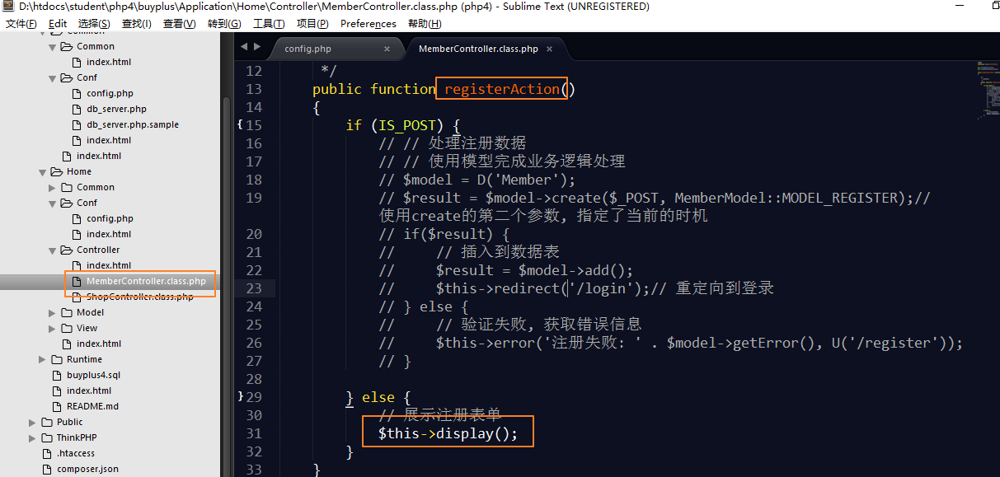 D:\htdocs\student\php4\buyplus\Application\Home\Controller\MemberController.class.php (php4) - Sublime Text (UNREGISTERED)
文件(F) Edit 选择(S) 查找(I) 查看(V) 转到(G) 工具(T) 项目(P) Preferences 帮助(H)
Common
Common
index.html
Conf
config.php
db_server.php
db_server.php.sample
index.html
index.html
Home
Common
Conf
config.php
index.html
Controller
index.html
MemberController.class.php
ShopController.class.php
Model
View
index.html
Runtime
buyplus4.sql
index.html
README.md
Public
ThinkPHP
.htaccess
composer.json
config.php × MemberController.class.php ×
12 */
13 public function registerAction()
14 {
15 if (IS_POST) {
16 // // 处理注册数据
17 // // 使用模型完成业务逻辑处理
18 // $model = D('Member');
19 // $result = $model->create($_POST, MemberModel::MODEL_REGISTER);//
使用create的第二个参数, 指定了当前的时机
20 // if($result) {
21 // // 插入到数据表
22 // $result = $model->add();
23 // $this->redirect('/login');// 重定向到登录
24 // } else {
25 // // 验证失败, 获取错误信息
26 // $this->error('注册失败: ' . $model->getError(), U('/register'));
27 // }
28
29 } else {
30 // 展示注册表单
31 $this->display();
32 }
33 }